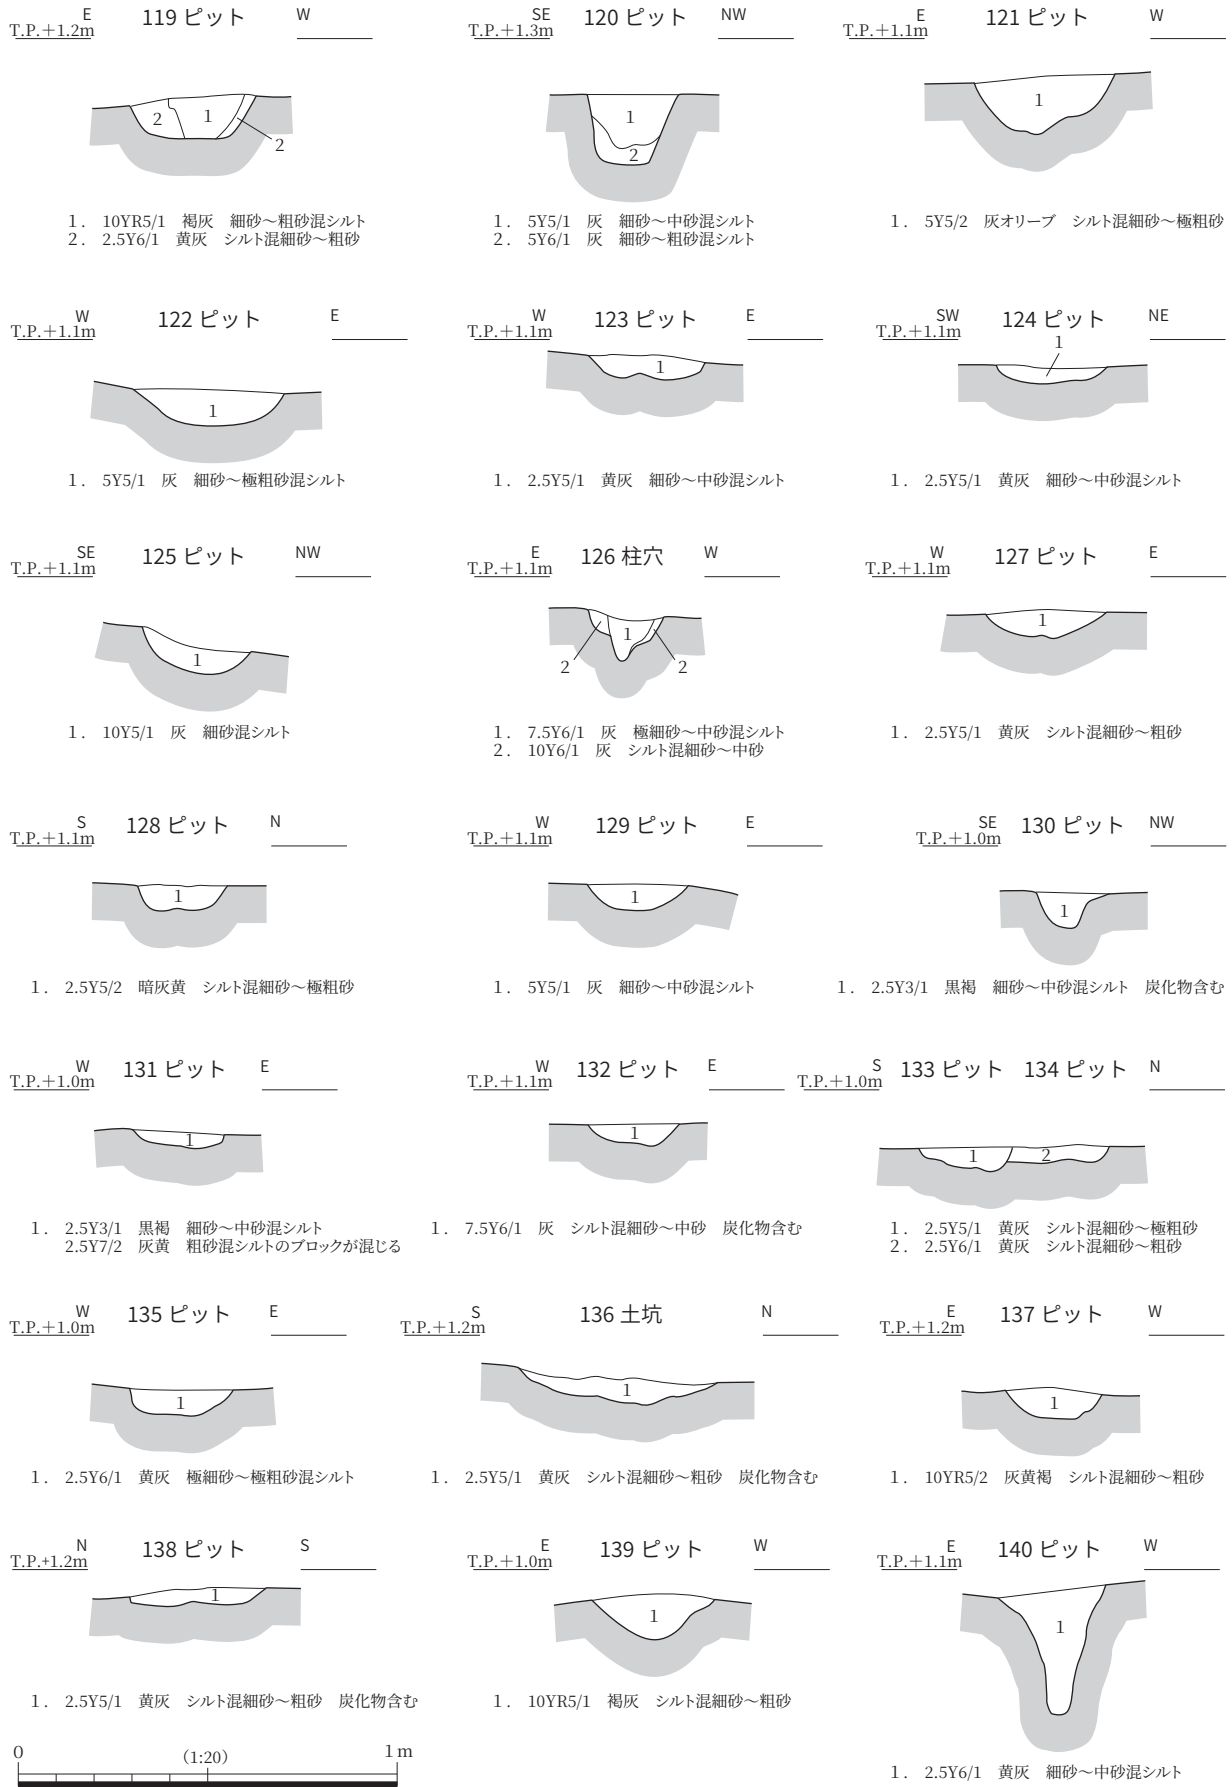 E 119 ピット W
T.P.+1.2m
1 2 2
1. 10YR5/1 褐灰 細砂～粗砂混シルト
2. 2.5Y6/1 黄灰 シルト混細砂～粗砂
SE 120 ピット NW
T.P.+1.3m
1
2
1. 5Y5/1 灰 細砂～中砂混シルト
2. 5Y6/1 灰 細砂～粗砂混シルト
E 121 ピット W
T.P.+1.1m
1
1. 5Y5/2 灰オリーブ シルト混細砂～極粗砂
W 122 ピット E
T.P.+1.1m
1
1. 5Y5/1 灰 細砂～極粗砂混シルト
W 123 ピット E
T.P.+1.1m
1
1. 2.5Y5/1 黄灰 細砂～中砂混シルト
SW 124 ピット NE
T.P.+1.1m
1
1. 2.5Y5/1 黄灰 細砂～中砂混シルト
SE 125 ピット NW
T.P.+1.1m
1
1. 10Y5/1 灰 細砂混シルト
E 126 柱穴 W
T.P.+1.1m
1
2 2
1. 7.5Y6/1 灰 極細砂～中砂混シルト
2. 10Y6/1 灰 シルト混細砂～中砂
W 127 ピット E
T.P.+1.1m
1
1. 2.5Y5/1 黄灰 シルト混細砂～粗砂
S 128 ピット N
T.P.+1.1m
1
1. 2.5Y5/2 暗灰黄 シルト混細砂～極粗砂
W 129 ピット E
T.P.+1.1m
1
1. 5Y5/1 灰 細砂～中砂混シルト
SE 130 ピット NW
T.P.+1.0m
1
1. 2.5Y3/1 黒褐 細砂～中砂混シルト 炭化物含む
W 131 ピット E
T.P.+1.0m
1
1. 2.5Y3/1 黒褐 細砂～中砂混シルト
2.5Y7/2 灰黄 粗砂混シルトのブロックが混じる
W 132 ピット E
T.P.+1.1m
1
1. 7.5Y6/1 灰 シルト混細砂～中砂 炭化物含む
S 133 ピット 134 ピット N
T.P.+1.0m
1 2
1. 2.5Y5/1 黄灰 シルト混細砂～極粗砂
2. 2.5Y6/1 黄灰 シルト混細砂～粗砂
W 135 ピット E
T.P.+1.0m
1
1. 2.5Y6/1 黄灰 極細砂～極粗砂混シルト
S 136 土坑 N
T.P.+1.2m
1
1. 2.5Y5/1 黄灰 シルト混細砂～粗砂 炭化物含む
E 137 ピット W
T.P.+1.2m
1
1. 10YR5/2 灰黄褐 シルト混細砂～粗砂
N 138 ピット S
T.P.+1.2m
1
1. 2.5Y5/1 黄灰 シルト混細砂～粗砂 炭化物含む
E 139 ピット W
T.P.+1.0m
1
1. 10YR5/1 褐灰 シルト混細砂～粗砂
E 140 ピット W
T.P.+1.1m
1
1. 2.5Y6/1 黄灰 細砂～中砂混シルト
0 (1:20) 1m